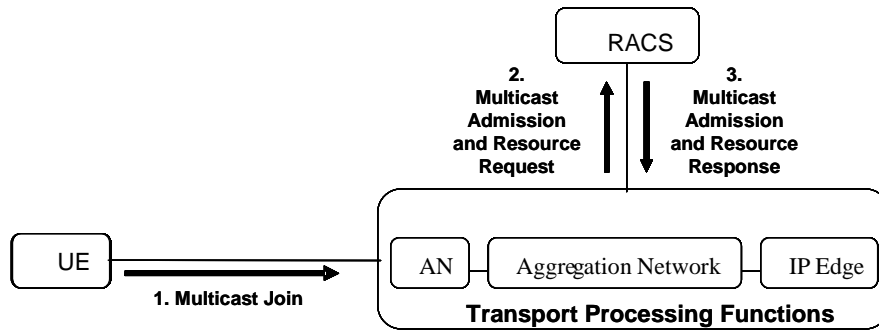 RACS
2.
Multicast
Admission
and Resource
Request
3.
Multicast
Admission
and Resource
Response
UE
1. Multicast Join
AN
Aggregation Network
IP Edge
Transport Processing Functions